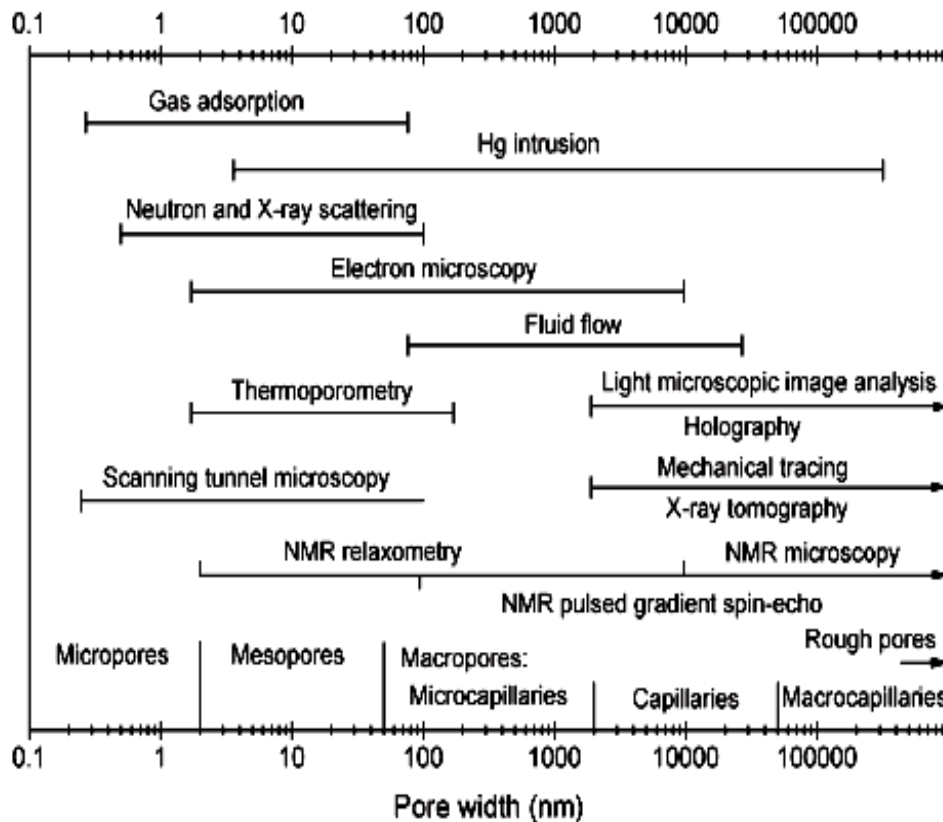 0.1 1 10 100 1000 10000 100000
Gas adsorption
Hg intrusion
Neutron and X-ray scattering
Electron microscopy
Fluid flow
Light microscopic image analysis
Thermoporometry
Holography
Mechanical tracing
Scanning tunnel microscopy
X-ray tomography
NMR relaxometry NMR microscopy
NMR pulsed gradient spin-echo
Rough pores
Micropores Mesopores Macropores:
Microcapillaries Capillaries Macrocapillaries
0.1 1 10 100 1000 10000 100000
Pore width (nm)